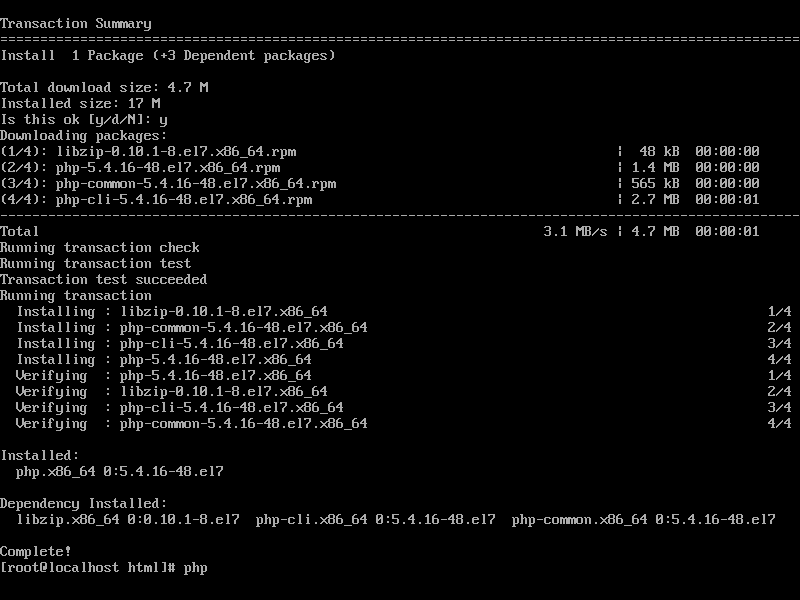 Transaction Summary
================================================================================
Install  1 Package (+3 Dependent packages)
Total download size: 4.7 M
Installed size: 17 M
Is this ok [y/d/N]: y
Downloading packages:
(1/4): libzip-0.10.1-8.el7.x86_64.rpm | 48 kB 00:00:00
(2/4): php-5.4.16-48.el7.x86_64.rpm | 1.4 MB 00:00:00
(3/4): php-common-5.4.16-48.el7.x86_64.rpm | 565 kB 00:00:00
(4/4): php-cli-5.4.16-48.el7.x86_64.rpm | 2.7 MB 00:00:01
--------------------------------------------------------------------------------
Total 3.1 MB/s | 4.7 MB 00:00:01
Running transaction check
Running transaction test
Transaction test succeeded
Running transaction
Installing : libzip-0.10.1-8.el7.x86_64 1/4
Installing : php-common-5.4.16-48.el7.x86_64 2/4
Installing : php-cli-5.4.16-48.el7.x86_64 3/4
Installing : php-5.4.16-48.el7.x86_64 4/4
Verifying  : php-5.4.16-48.el7.x86_64 1/4
Verifying  : libzip-0.10.1-8.el7.x86_64 2/4
Verifying  : php-cli-5.4.16-48.el7.x86_64 3/4
Verifying  : php-common-5.4.16-48.el7.x86_64 4/4
Installed:
php.x86_64 0:5.4.16-48.el7
Dependency Installed:
libzip.x86_64 0:0.10.1-8.el7  php-cli.x86_64 0:5.4.16-48.el7  php-common.x86_64 0:5.4.16-48.el7
Complete!
[root@localhost html]# php